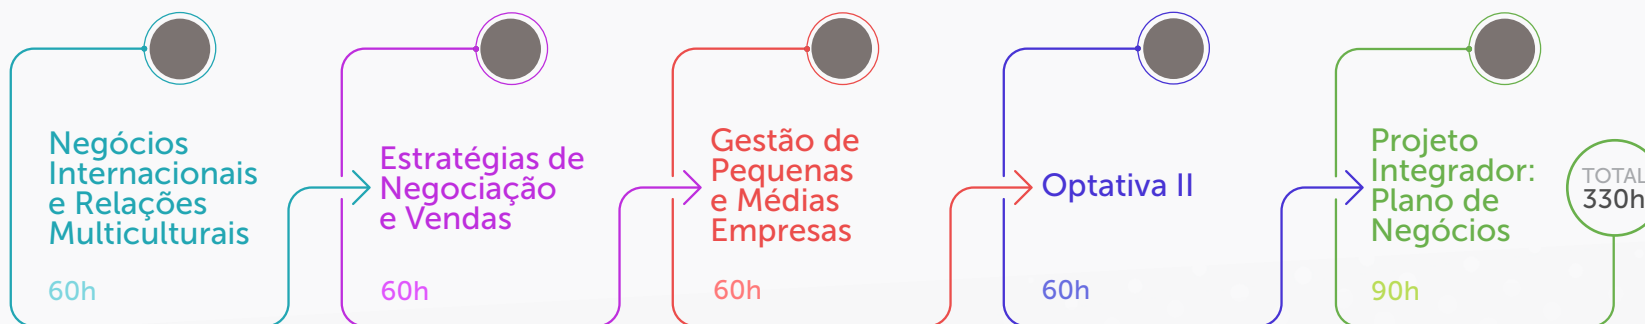 Negócios
Internacionais
e Relações
Multiculturais
60h
Estratégias de
Negociação
e Vendas
60h
Gestão de
Pequenas
e Médias
Empresas
60h
Optativa II
60h
Projeto
Integrador:
Plano de
Negócios
90h
TOTAL
330h